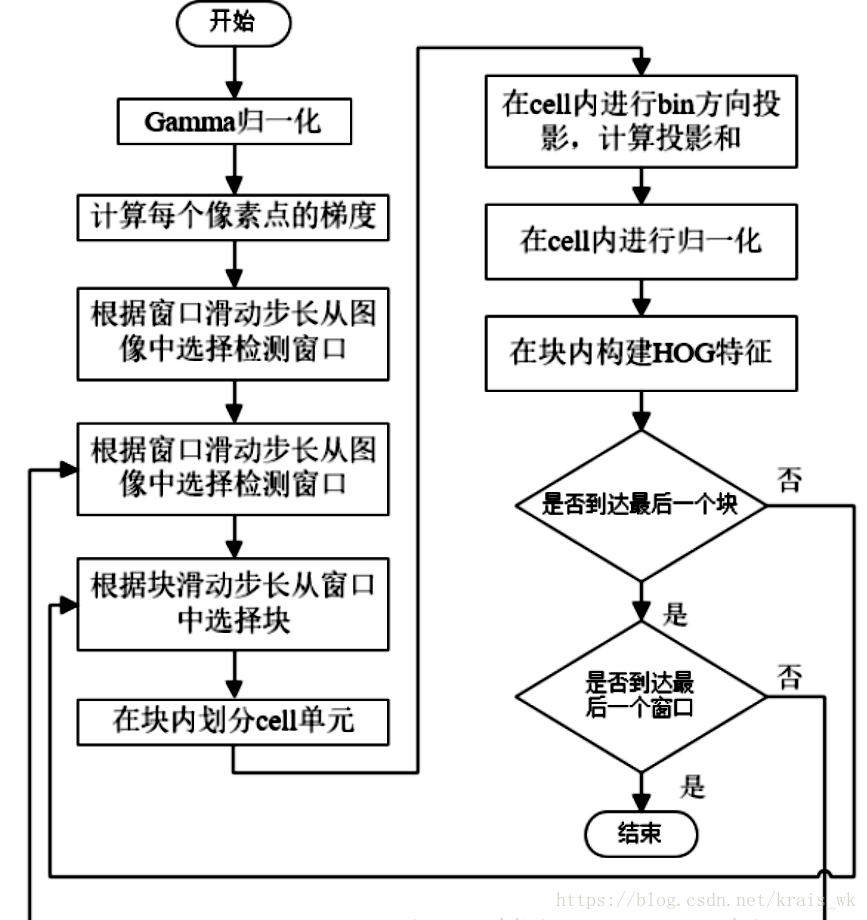 开始
Gamma归一化
计算每个像素点的梯度
根据窗口滑动步长从图
像中选择检测窗口
根据窗口滑动步长从图
像中选择检测窗口
根据块滑动步长从窗口
中选择块
在块内划分cell单元
在cell内进行bin方向投
影，计算投影和
在cell内进行归一化
在块内构建HOG特征
是否到达最后一个块
否
是
是否到达最
后一个窗口
否
是
结束
https://blog.csdn.net/krais_wk